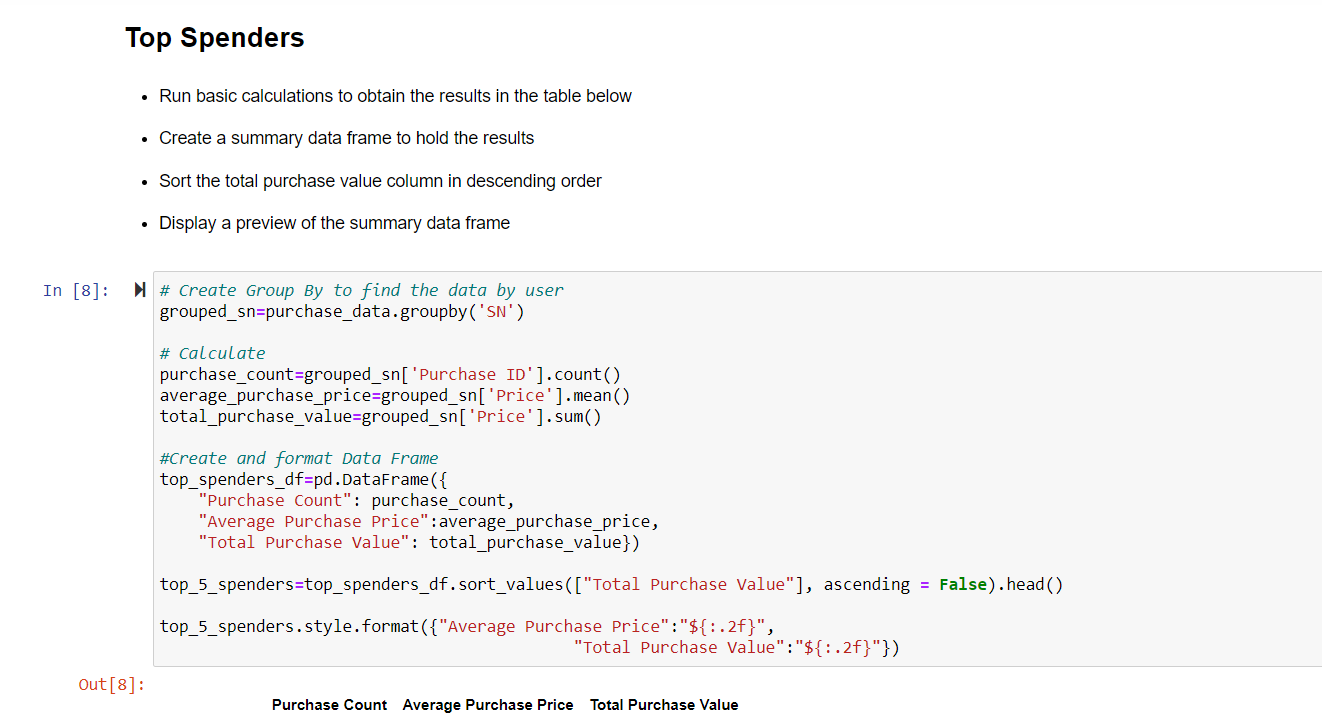 Top Spenders
• Run basic calculations to obtain the results in the table below
• Create a summary data frame to hold the results
• Sort the total purchase value column in descending order
• Display a preview of the summary data frame
In [8]:
# Create Group By to find the data by user
grouped_sn=purchase_data.groupby('SN')
# Calculate
purchase_count=grouped_sn['Purchase ID'].count()
average_purchase_price=grouped_sn['Price'].mean()
total_purchase_value=grouped_sn['Price'].sum()
#Create and format Data Frame
top_spenders_df=pd.DataFrame({
    "Purchase Count": purchase_count,
    "Average Purchase Price":average_purchase_price,
    "Total Purchase Value": total_purchase_value})
top_5_spenders=top_spenders_df.sort_values(["Total Purchase Value"], ascending = False).head()
top_5_spenders.style.format({"Average Purchase Price":"${:.2f}",
                                           "Total Purchase Value":"${:.2f}"})
Out[8]:
Purchase Count Average Purchase Price Total Purchase Value